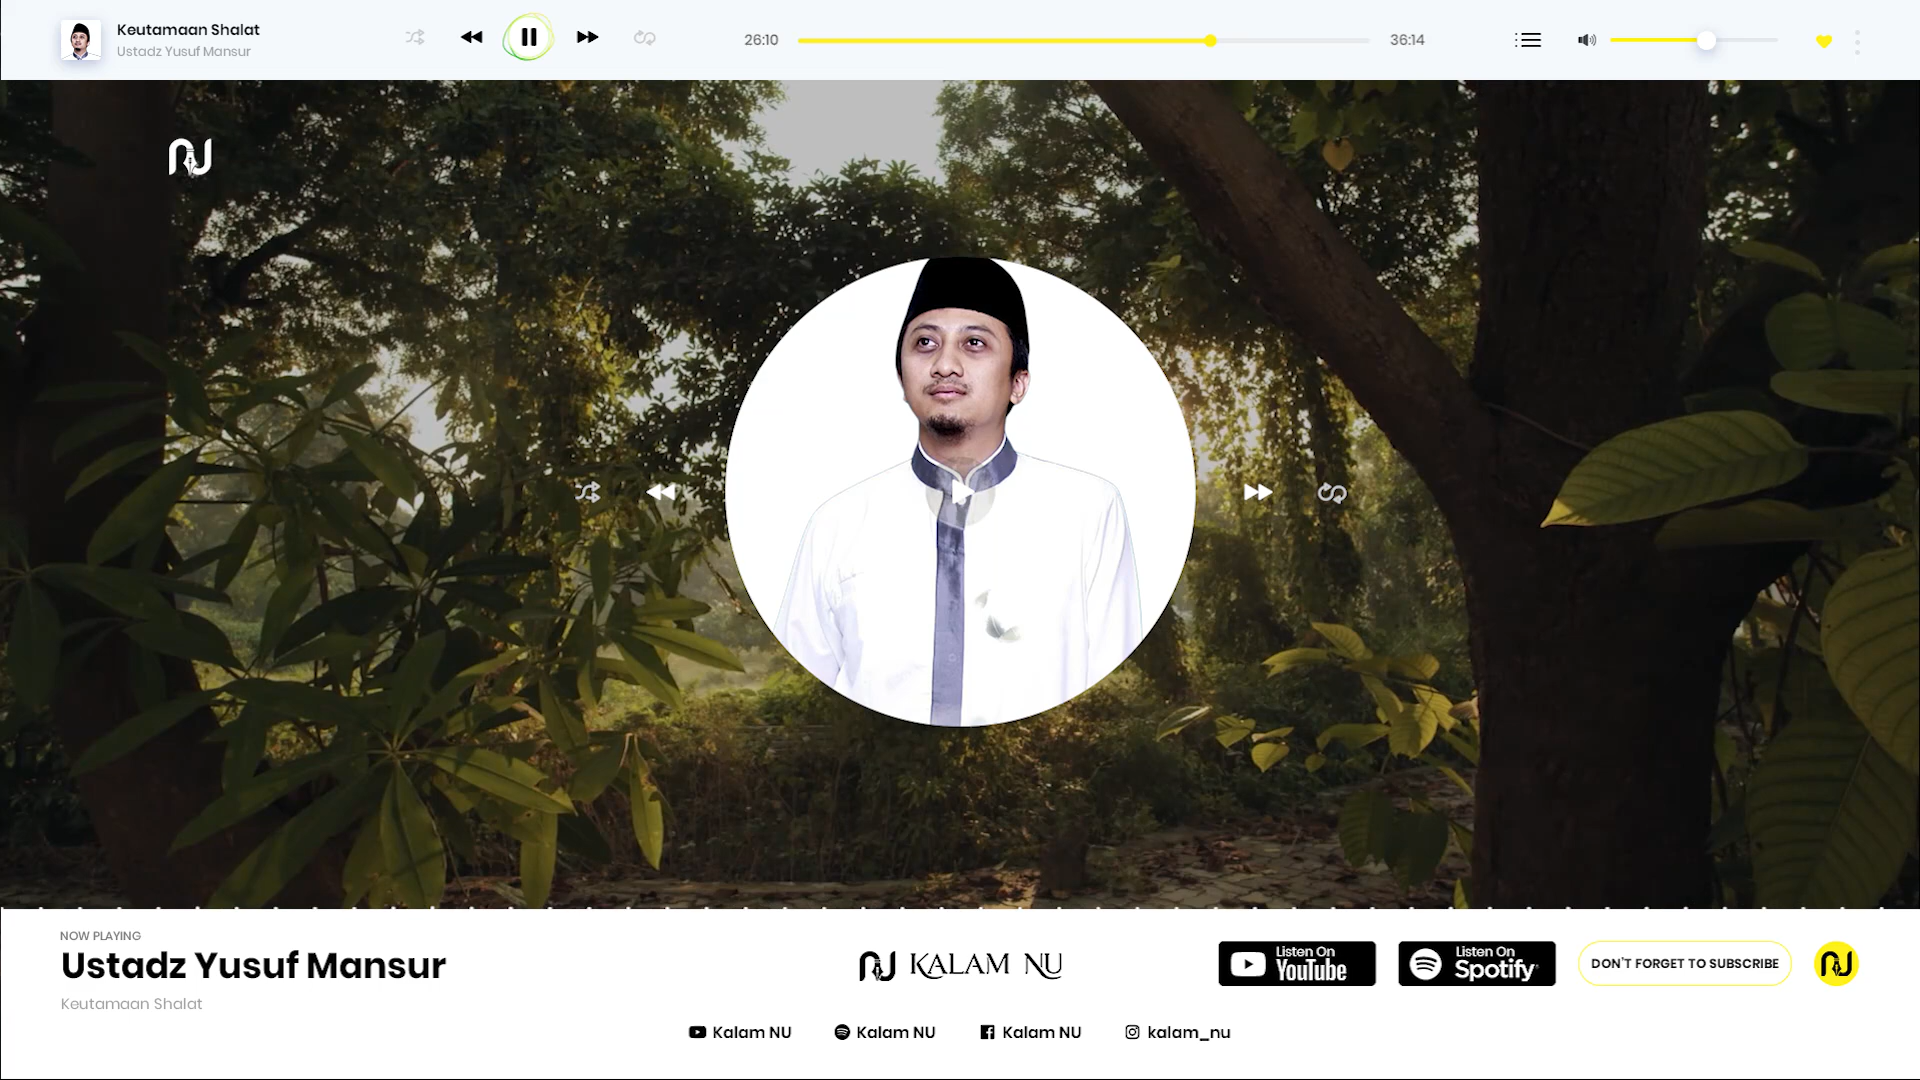 Keutamaan Shalat
Ustadz Yusuf Mansur
26:10
36:14
NOW PLAYING
Ustadz Yusuf Mansur
Keutamaan Shalat
KALAM NU
Listen On
YouTube
Listen On
Spotify
DON'T FORGET TO SUBSCRIBE
Kalam NU
Kalam NU
Kalam NU
kalam_nu